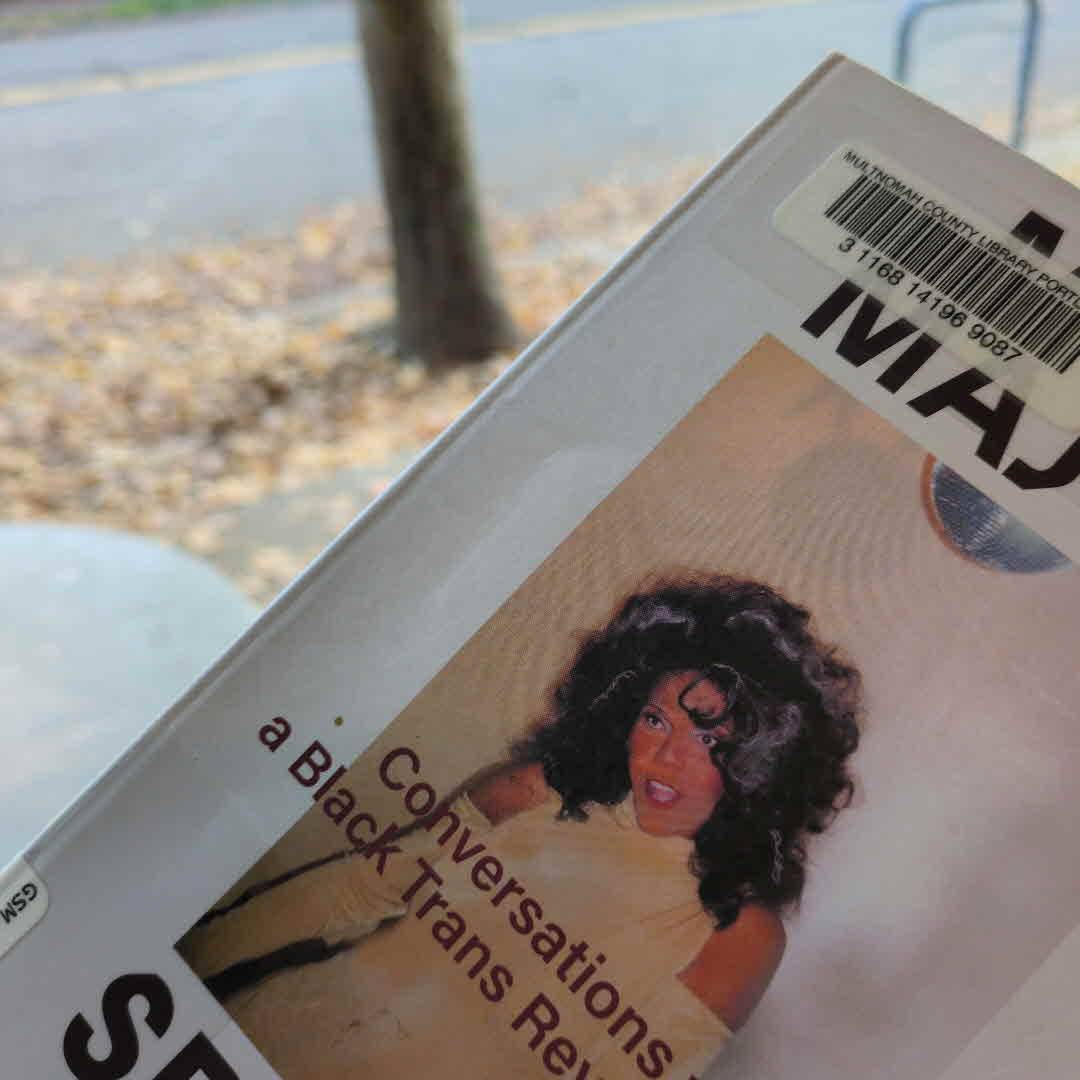 MULTNOMAH COUNTY LIBRARY PORTL
3 1168 14196 9087
MAJ
Conversations
a Black Trans Rev
GSM
SE